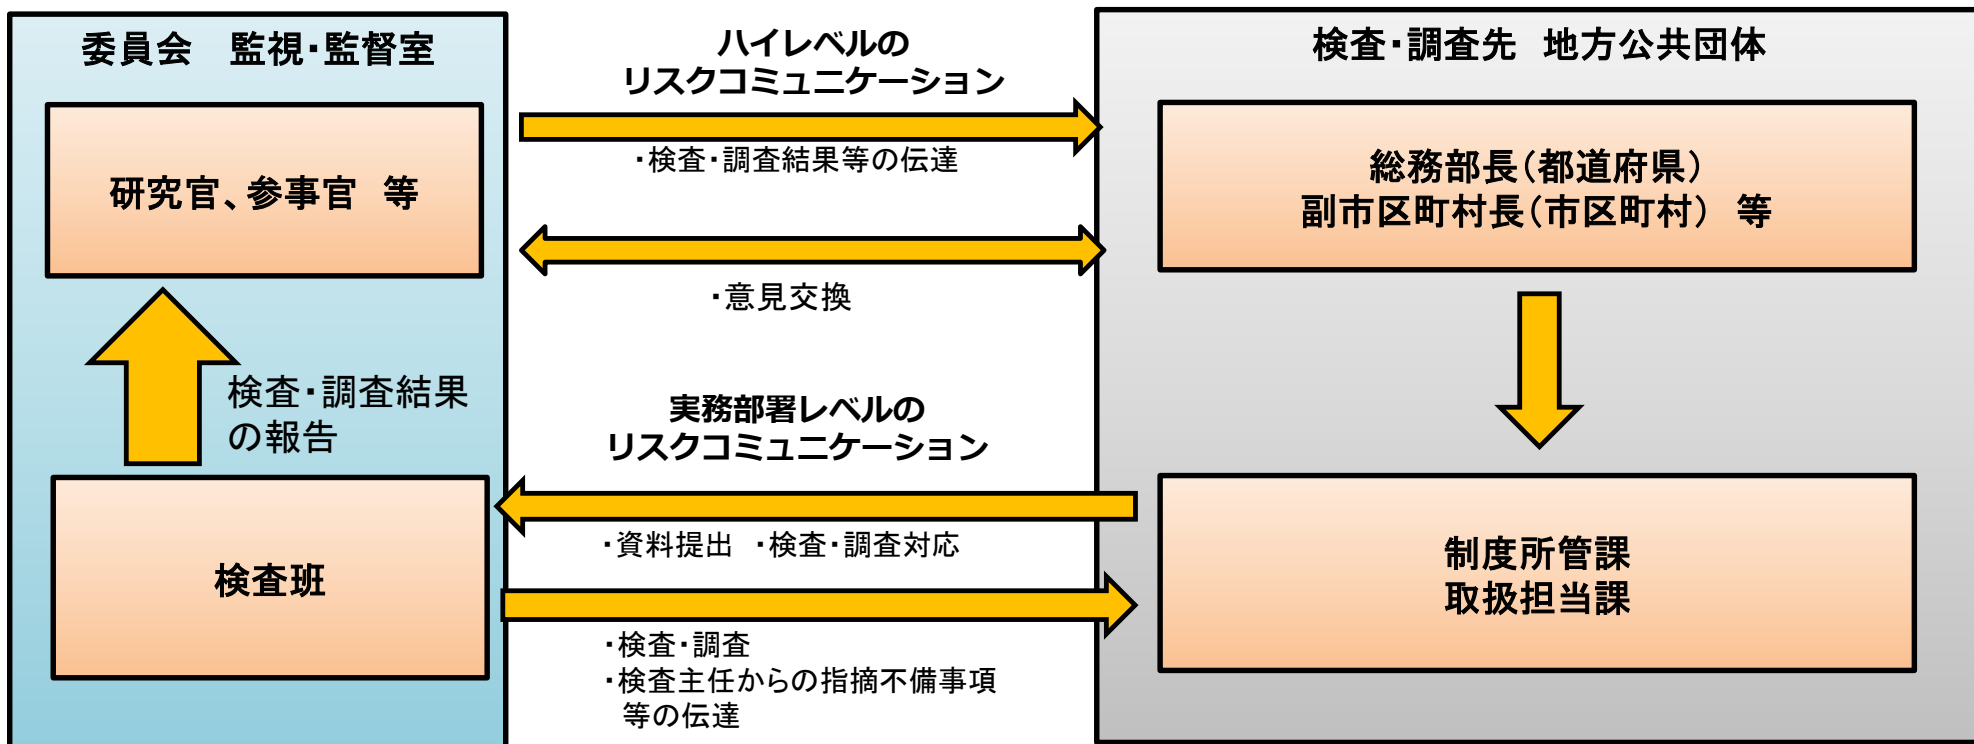 委員会　監視・監督室
研究官、参事官　等
検査・調査結果
の報告
検査班
ハイレベルの
リスクコミュニケーション
・検査・調査結果等の伝達
・意見交換
実務部署レベルの
リスクコミュニケーション
・資料提出　・検査・調査対応
・検査・調査
・検査主任からの指摘不備事項
等の伝達
検査・調査先　地方公共団体
総務部長（都道府県）
副市区町村長（市区町村）　等
制度所管課
取扱担当課